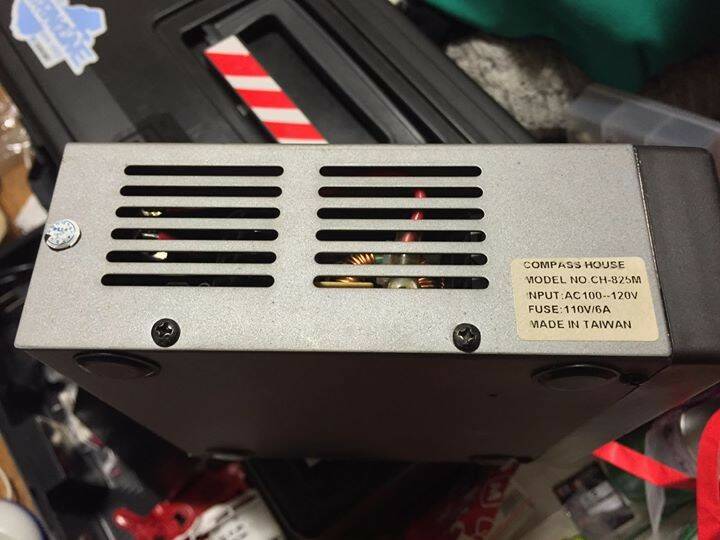 COMPASS HOUSE
MODEL NO.CH-825M
INPUT:AC100--120V
FUSE:110V/6A
MADE IN TAIWAN